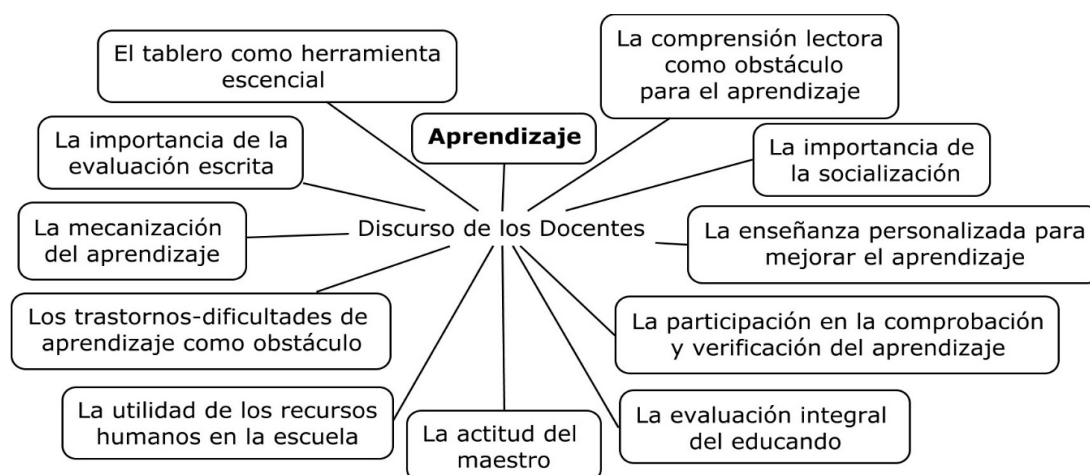 El tablero como herramienta
escencial
La comprensión lectora
como obstáculo
para el aprendizaje
Aprendizaje
La importancia de la
evaluación escrita
La importancia de
la socialización
Discurso de los Docentes
La mecanización
del aprendizaje
La enseñanza personalizada para
mejorar el aprendizaje
Los trastornos-dificultades de
aprendizaje como obstáculo
La participación en la comprobación
y verificación del aprendizaje
La utilidad de los recursos
humanos en la escuela
La actitud del
maestro
La evaluación integral
del educando